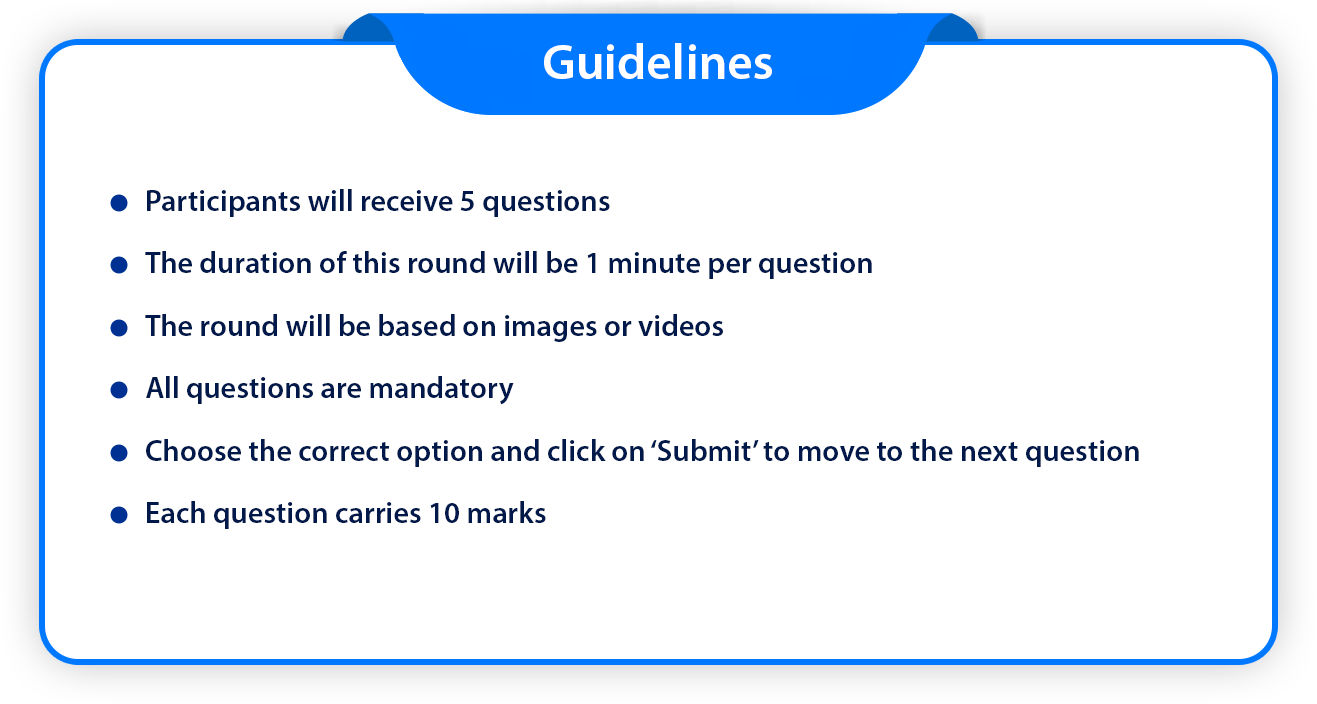 Guidelines
Participants will receive 5 questions
The duration of this round will be 1 minute per question
The round will be based on images or videos
All questions are mandatory
Choose the correct option and click on ‘Submit’ to move to the next question
Each question carries 10 marks